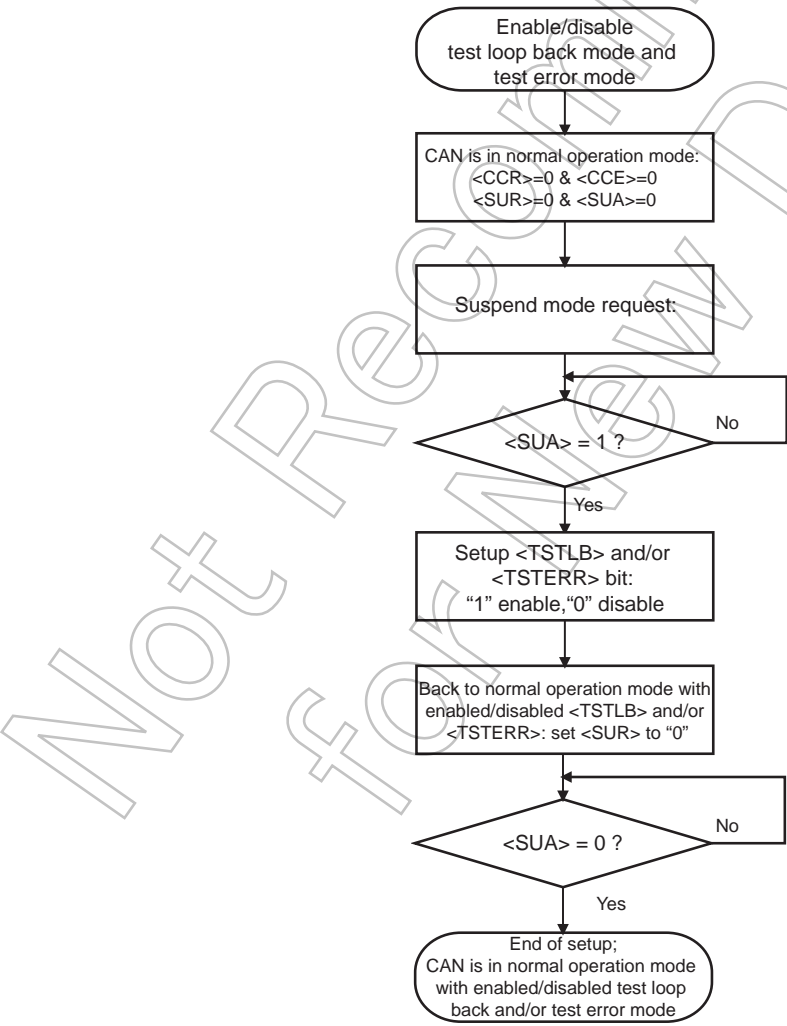 Enable/disable
test loop back mode and
test error mode
CAN is in normal operation mode:
<CCR>=0 & <CCE>=0
<SUR>=0 & <SUA>=0
Suspend mode request:
No
<SUA> = 1 ?
Yes
Setup <TSTLB> and/or
<TSTERR> bit:
“1” enable,“0” disable
Back to normal operation mode with
enabled/disabled <TSTLB> and/or
<TSTERR>: set <SUR> to “0”
No
<SUA> = 0 ?
Yes
End of setup;
CAN is in normal operation mode
with enabled/disabled test loop
back and/or test error mode
Not Recomm
for New D